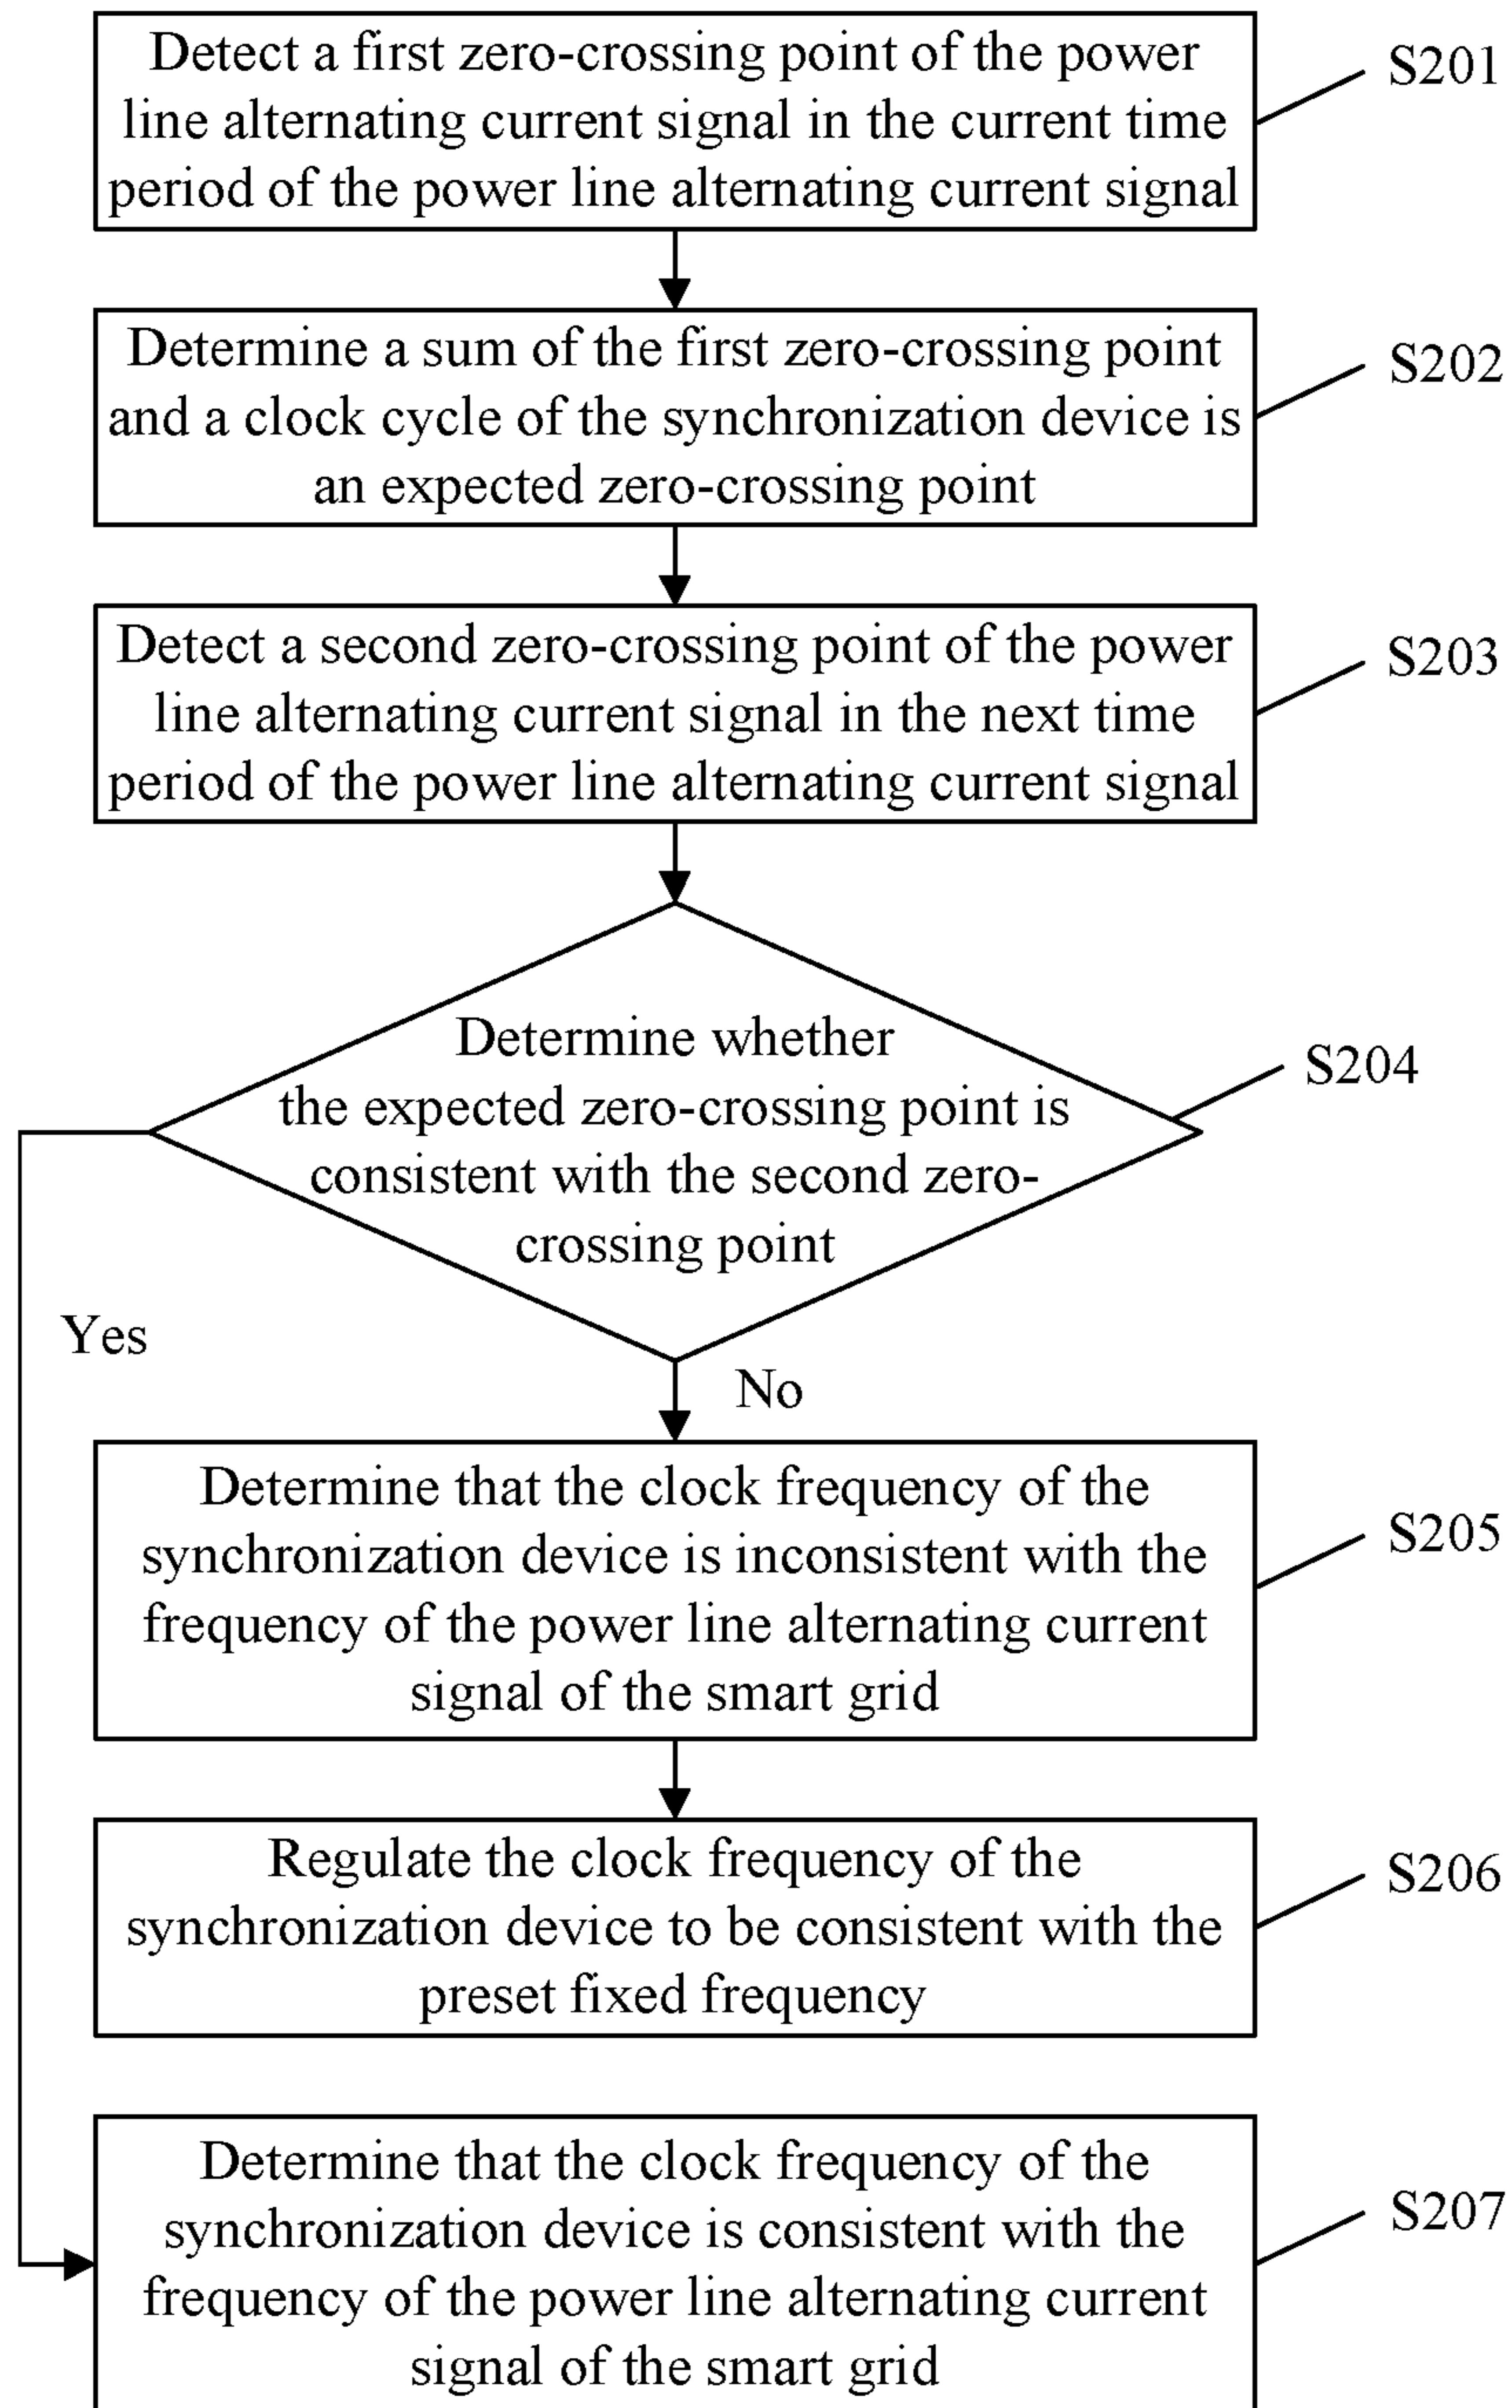 Detect a first zero-crossing point of the power
line alternating current signal in the current time
period of the power line alternating current signal
S201
Determine a sum of the first zero-crossing point
and a clock cycle of the synchronization device is
an expected zero-crossing point
S202
Detect a second zero-crossing point of the power
line alternating current signal in the next time
period of the power line alternating current signal
S203
Determine whether
the expected zero-crossing point is
consistent with the second zero-
crossing point
S204
Yes
No
Determine that the clock frequency of the
synchronization device is inconsistent with the
frequency of the power line alternating current
signal of the smart grid
S205
Regulate the clock frequency of the
synchronization device to be consistent with the
preset fixed frequency
S206
Determine that the clock frequency of the
synchronization device is consistent with the
frequency of the power line alternating current
signal of the smart grid
S207